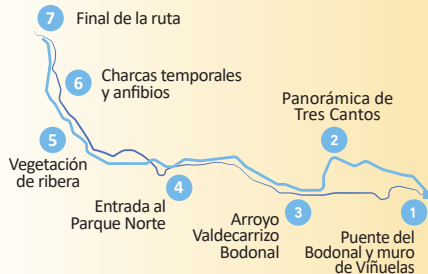 7
Final de la ruta
6
Charcas temporales
y anfibios
Panorámica de
Tres Cantos
2
5
Vegetación
de ribera
4
Entrada al
Parque Norte
3
Arroyo
Valdecarrizo
Bodonal
1
Puente del
Bodonal y muro
de Viñuelas